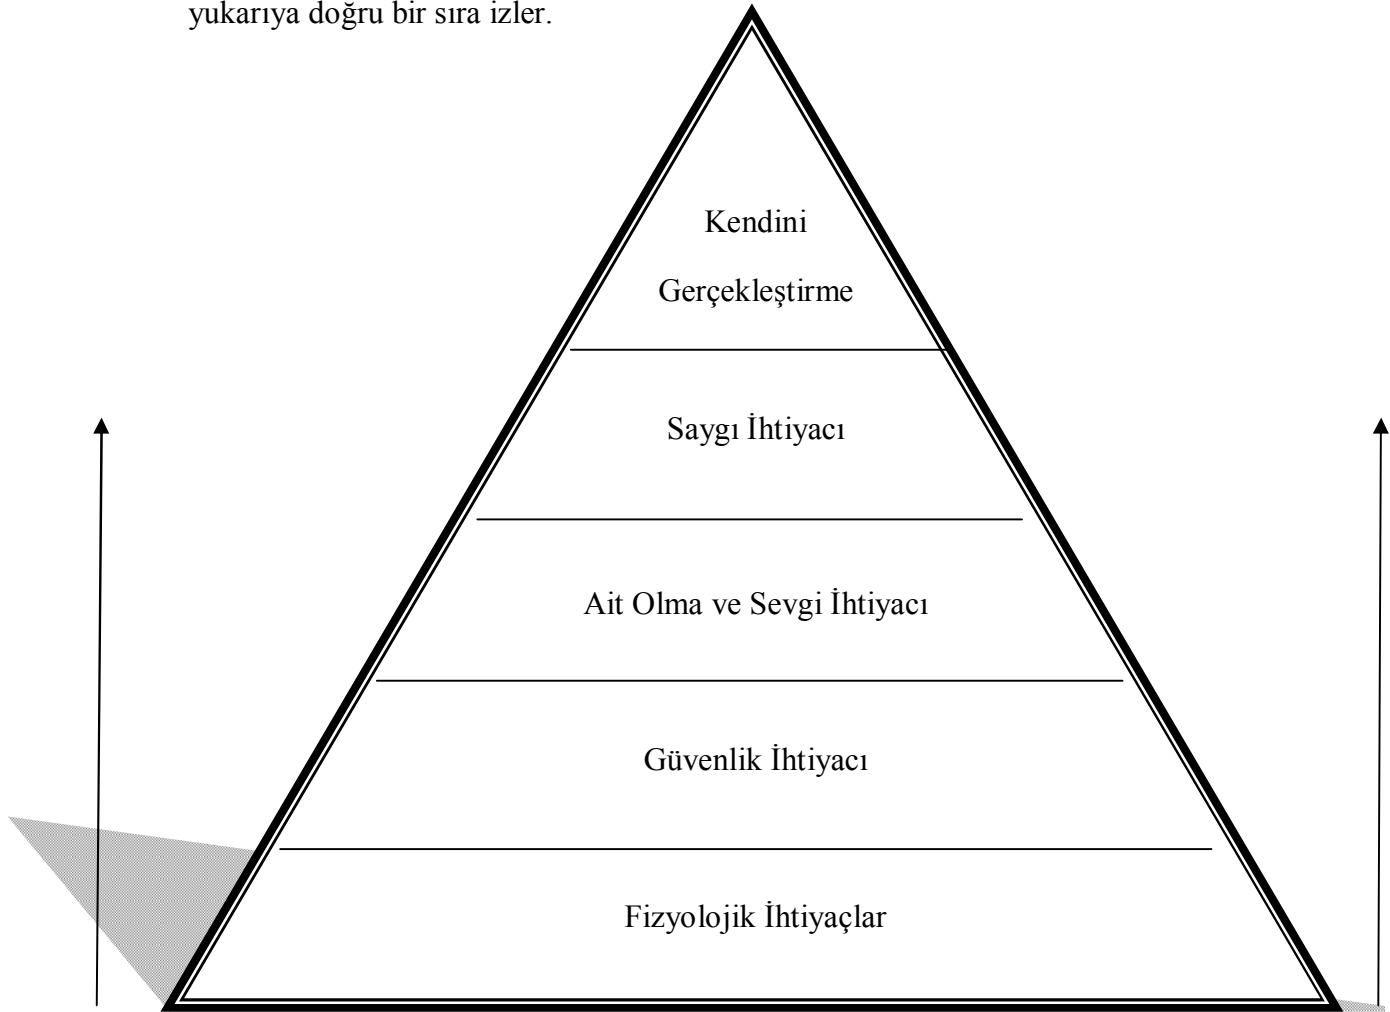 yukarıya doğru bir sıra izler.
Kendini
Gerçekleştirme
Saygı İhtiyacı
Ait Olma ve Sevgi İhtiyacı
Güvenlik İhtiyacı
Fizyolojik İhtiyaçlar